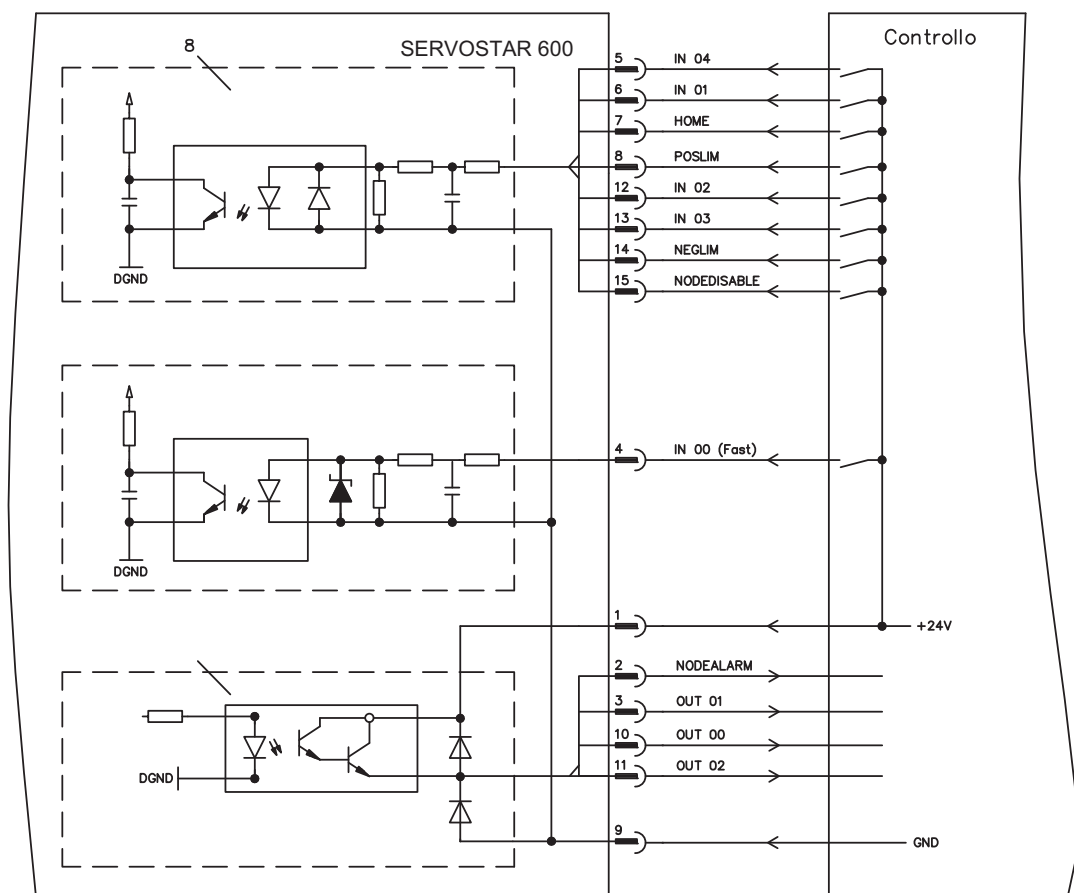 8
SERVOSTAR 600
Controllo
5 IN 04
6 IN 01
7 HOME
8 POSLIM
12 IN 02
13 IN 03
14 NEGLIM
15 NODEDISABLE
DGND
4 IN 00 (Fast)
DGND
1 +24V
2 NODEALARM
3 OUT 01
10 OUT 00
11 OUT 02
DGND
9 GND